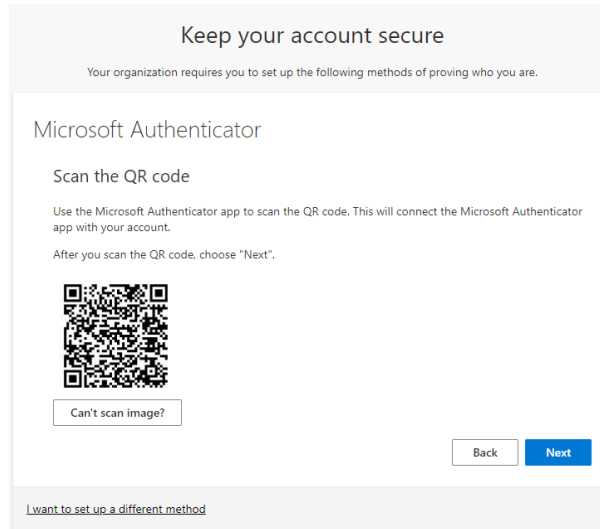 Keep your account secure
Your organization requires you to set up the following methods of proving who you are.
Microsoft Authenticator
Scan the QR code
Use the Microsoft Authenticator app to scan the QR code. This will connect the Microsoft Authenticator
app with your account.
After you scan the QR code, choose "Next".
Can't scan image?
Back Next
I want to set up a different method